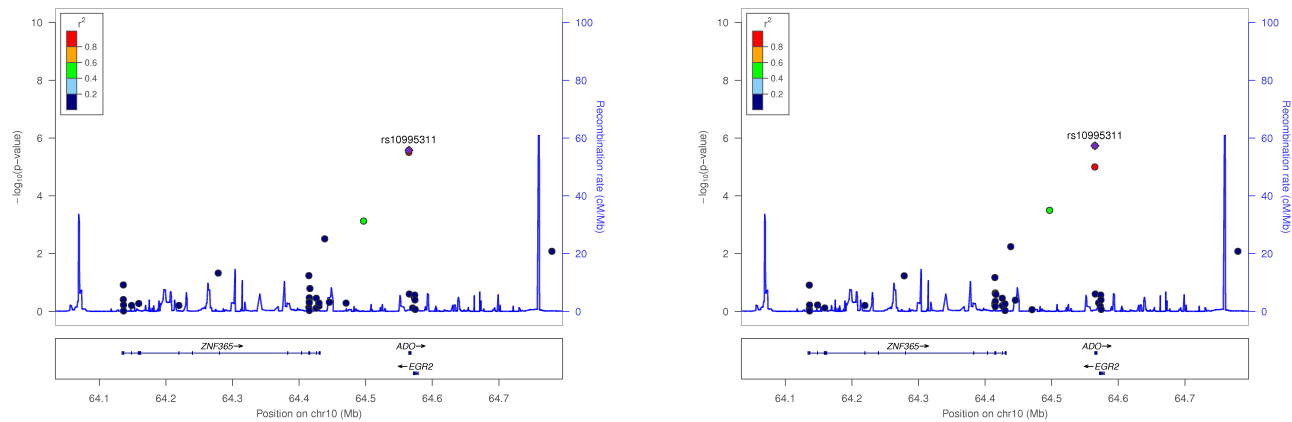 r2
0.8
0.6
0.4
0.2
10
8
6
4
2
0
−log10(p−value)
100
80
60
40
20
0
Recombination rate (cM/Mb)
rs10995311
ZNF365→
ADO→
←EGR2
64.1 64.2 64.3 64.4 64.5 64.6 64.7
Position on chr10 (Mb)
r2
0.8
0.6
0.4
0.2
10
8
6
4
2
0
−log10(p−value)
100
80
60
40
20
0
Recombination rate (cM/Mb)
rs10995311
ZNF365→
ADO→
←EGR2
64.1 64.2 64.3 64.4 64.5 64.6 64.7
Position on chr10 (Mb)